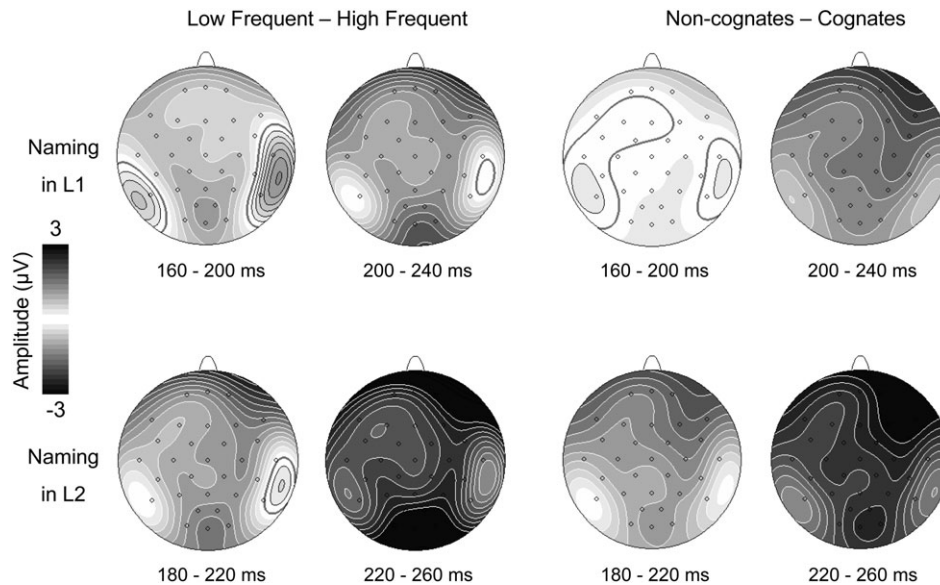 Low Frequent – High Frequent
Non-cognates – Cognates
Naming
in L1
160 - 200 ms
200 - 240 ms
160 - 200 ms
200 - 240 ms
3
Amplitude (µV)
-3
Naming
in L2
180 - 220 ms
220 - 260 ms
180 - 220 ms
220 - 260 ms